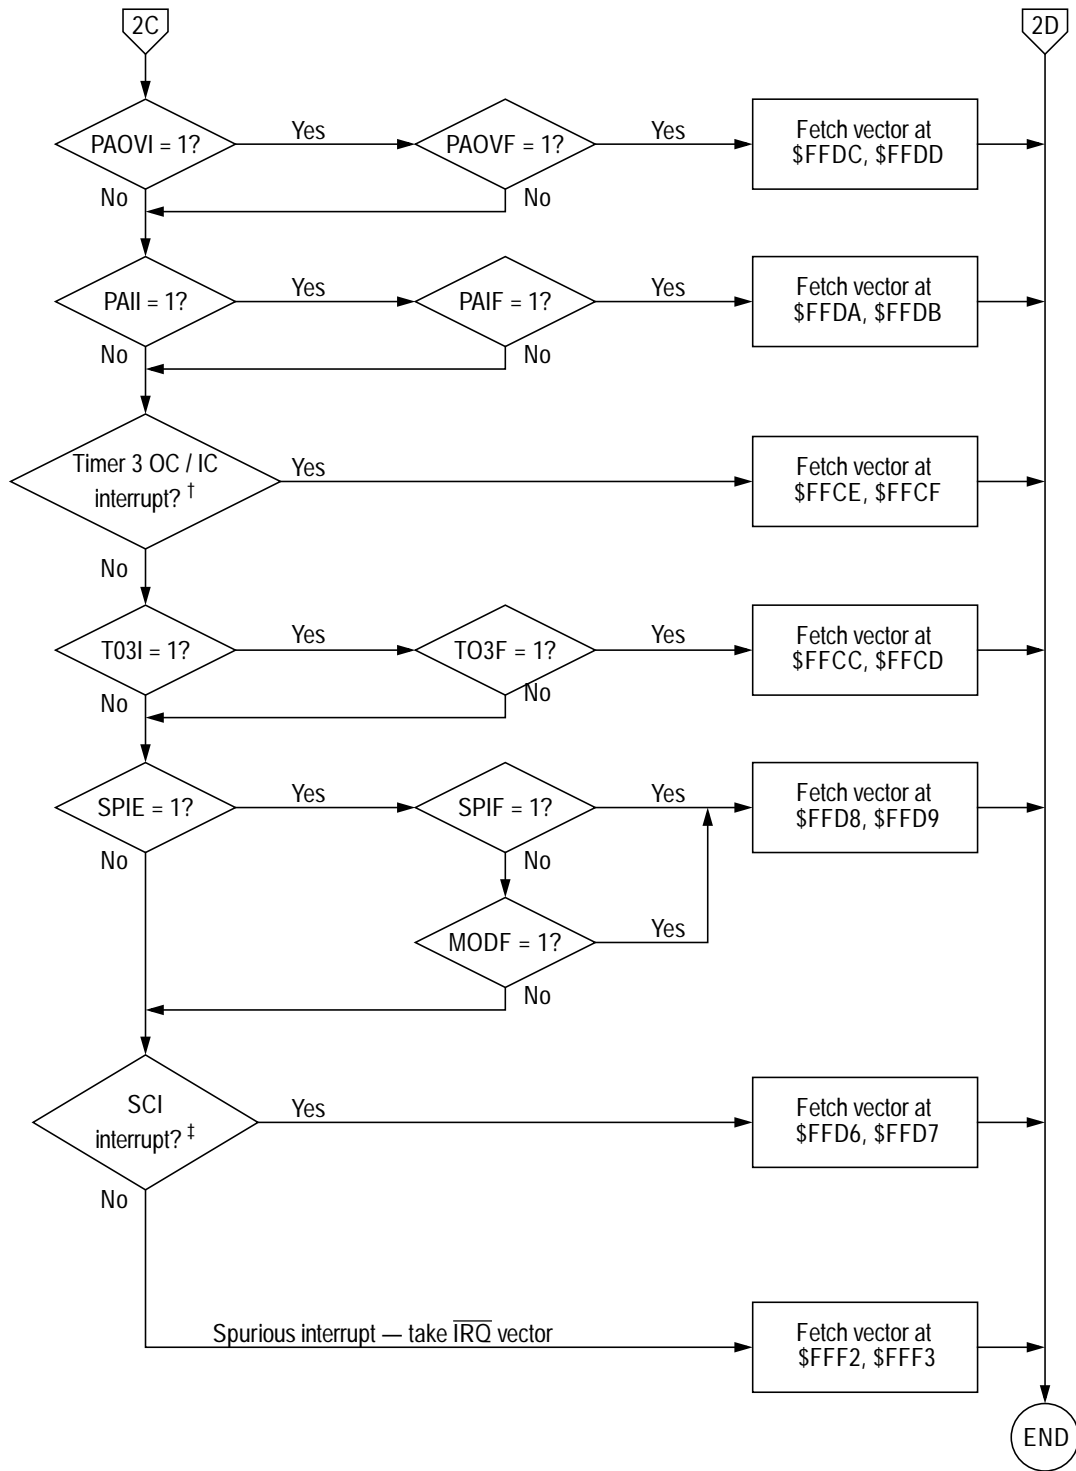 2C
2D
PAOVI = 1?
Yes
PAOVF = 1?
Yes
Fetch vector at
$FFDC, $FFDD
No
No
PAII = 1?
Yes
PAIF = 1?
Yes
Fetch vector at
$FFDA, $FFDB
No
No
Timer 3 OC / IC
interrupt? †
Yes
Fetch vector at
$FFCE, $FFCF
No
T03I = 1?
Yes
TO3F = 1?
Yes
Fetch vector at
$FFCC, $FFCD
No
No
SPIE = 1?
Yes
SPIF = 1?
Yes
Fetch vector at
$FFD8, $FFD9
No
No
MODF = 1?
Yes
No
SCI
interrupt? ‡
Yes
Fetch vector at
$FFD6, $FFD7
No
Spurious interrupt — take I̅R̅Q̅ vector
Fetch vector at
$FFF2, $FFF3
END